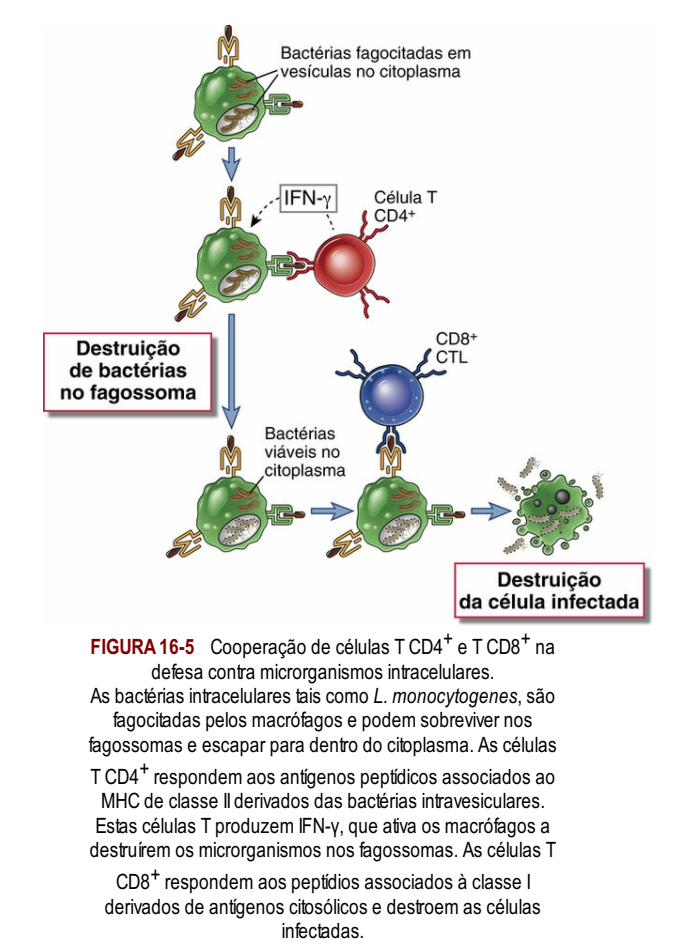 Bactérias fagocitadas em
vesículas no citoplasma
IFN-γ
Célula T
CD4⁺
Destruição
de bactérias
no fagossoma
CD8⁺
CTL
Bactérias
viáveis no
citoplasma
Destruição
da célula infectada
FIGURA 16-5 Cooperação de células T CD4⁺ e T CD8⁺ na
defesa contra microrganismos intracelulares.
As bactérias intracelulares tais como L. monocytogenes, são
fagocitadas pelos macrófagos e podem sobreviver nos
fagossomas e escapar para dentro do citoplasma. As células
T CD4⁺ respondem aos antígenos peptídicos associados ao
MHC de classe II derivados das bactérias intravesiculares.
Estas células T produzem IFN-γ, que ativa os macrófagos a
destruírem os microrganismos nos fagossomas. As células T
CD8⁺ respondem aos peptídios associados à classe I
derivados de antígenos citosólicos e destroem as células
infectadas.